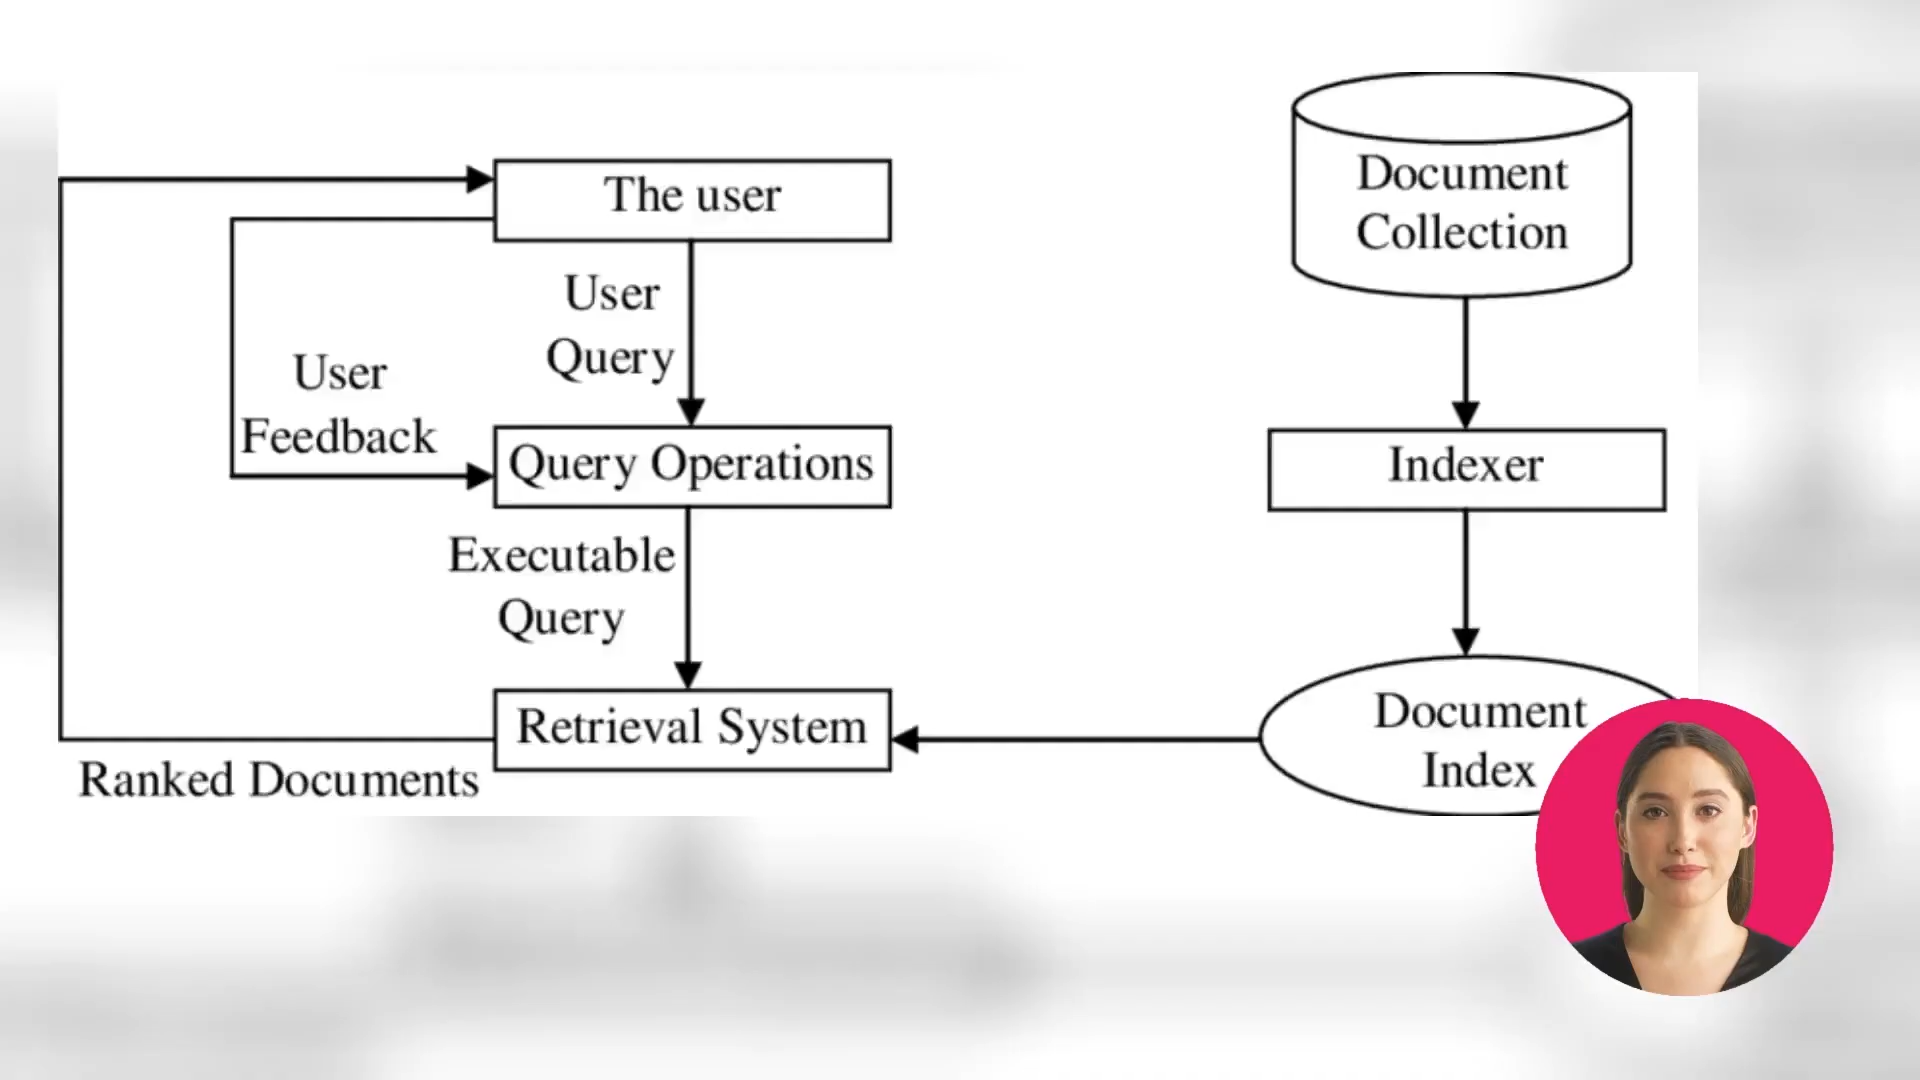 The user
User
Query
User
Feedback
Query Operations
Executable
Query
Retrieval System
Ranked Documents
Document
Collection
Indexer
Document
Index